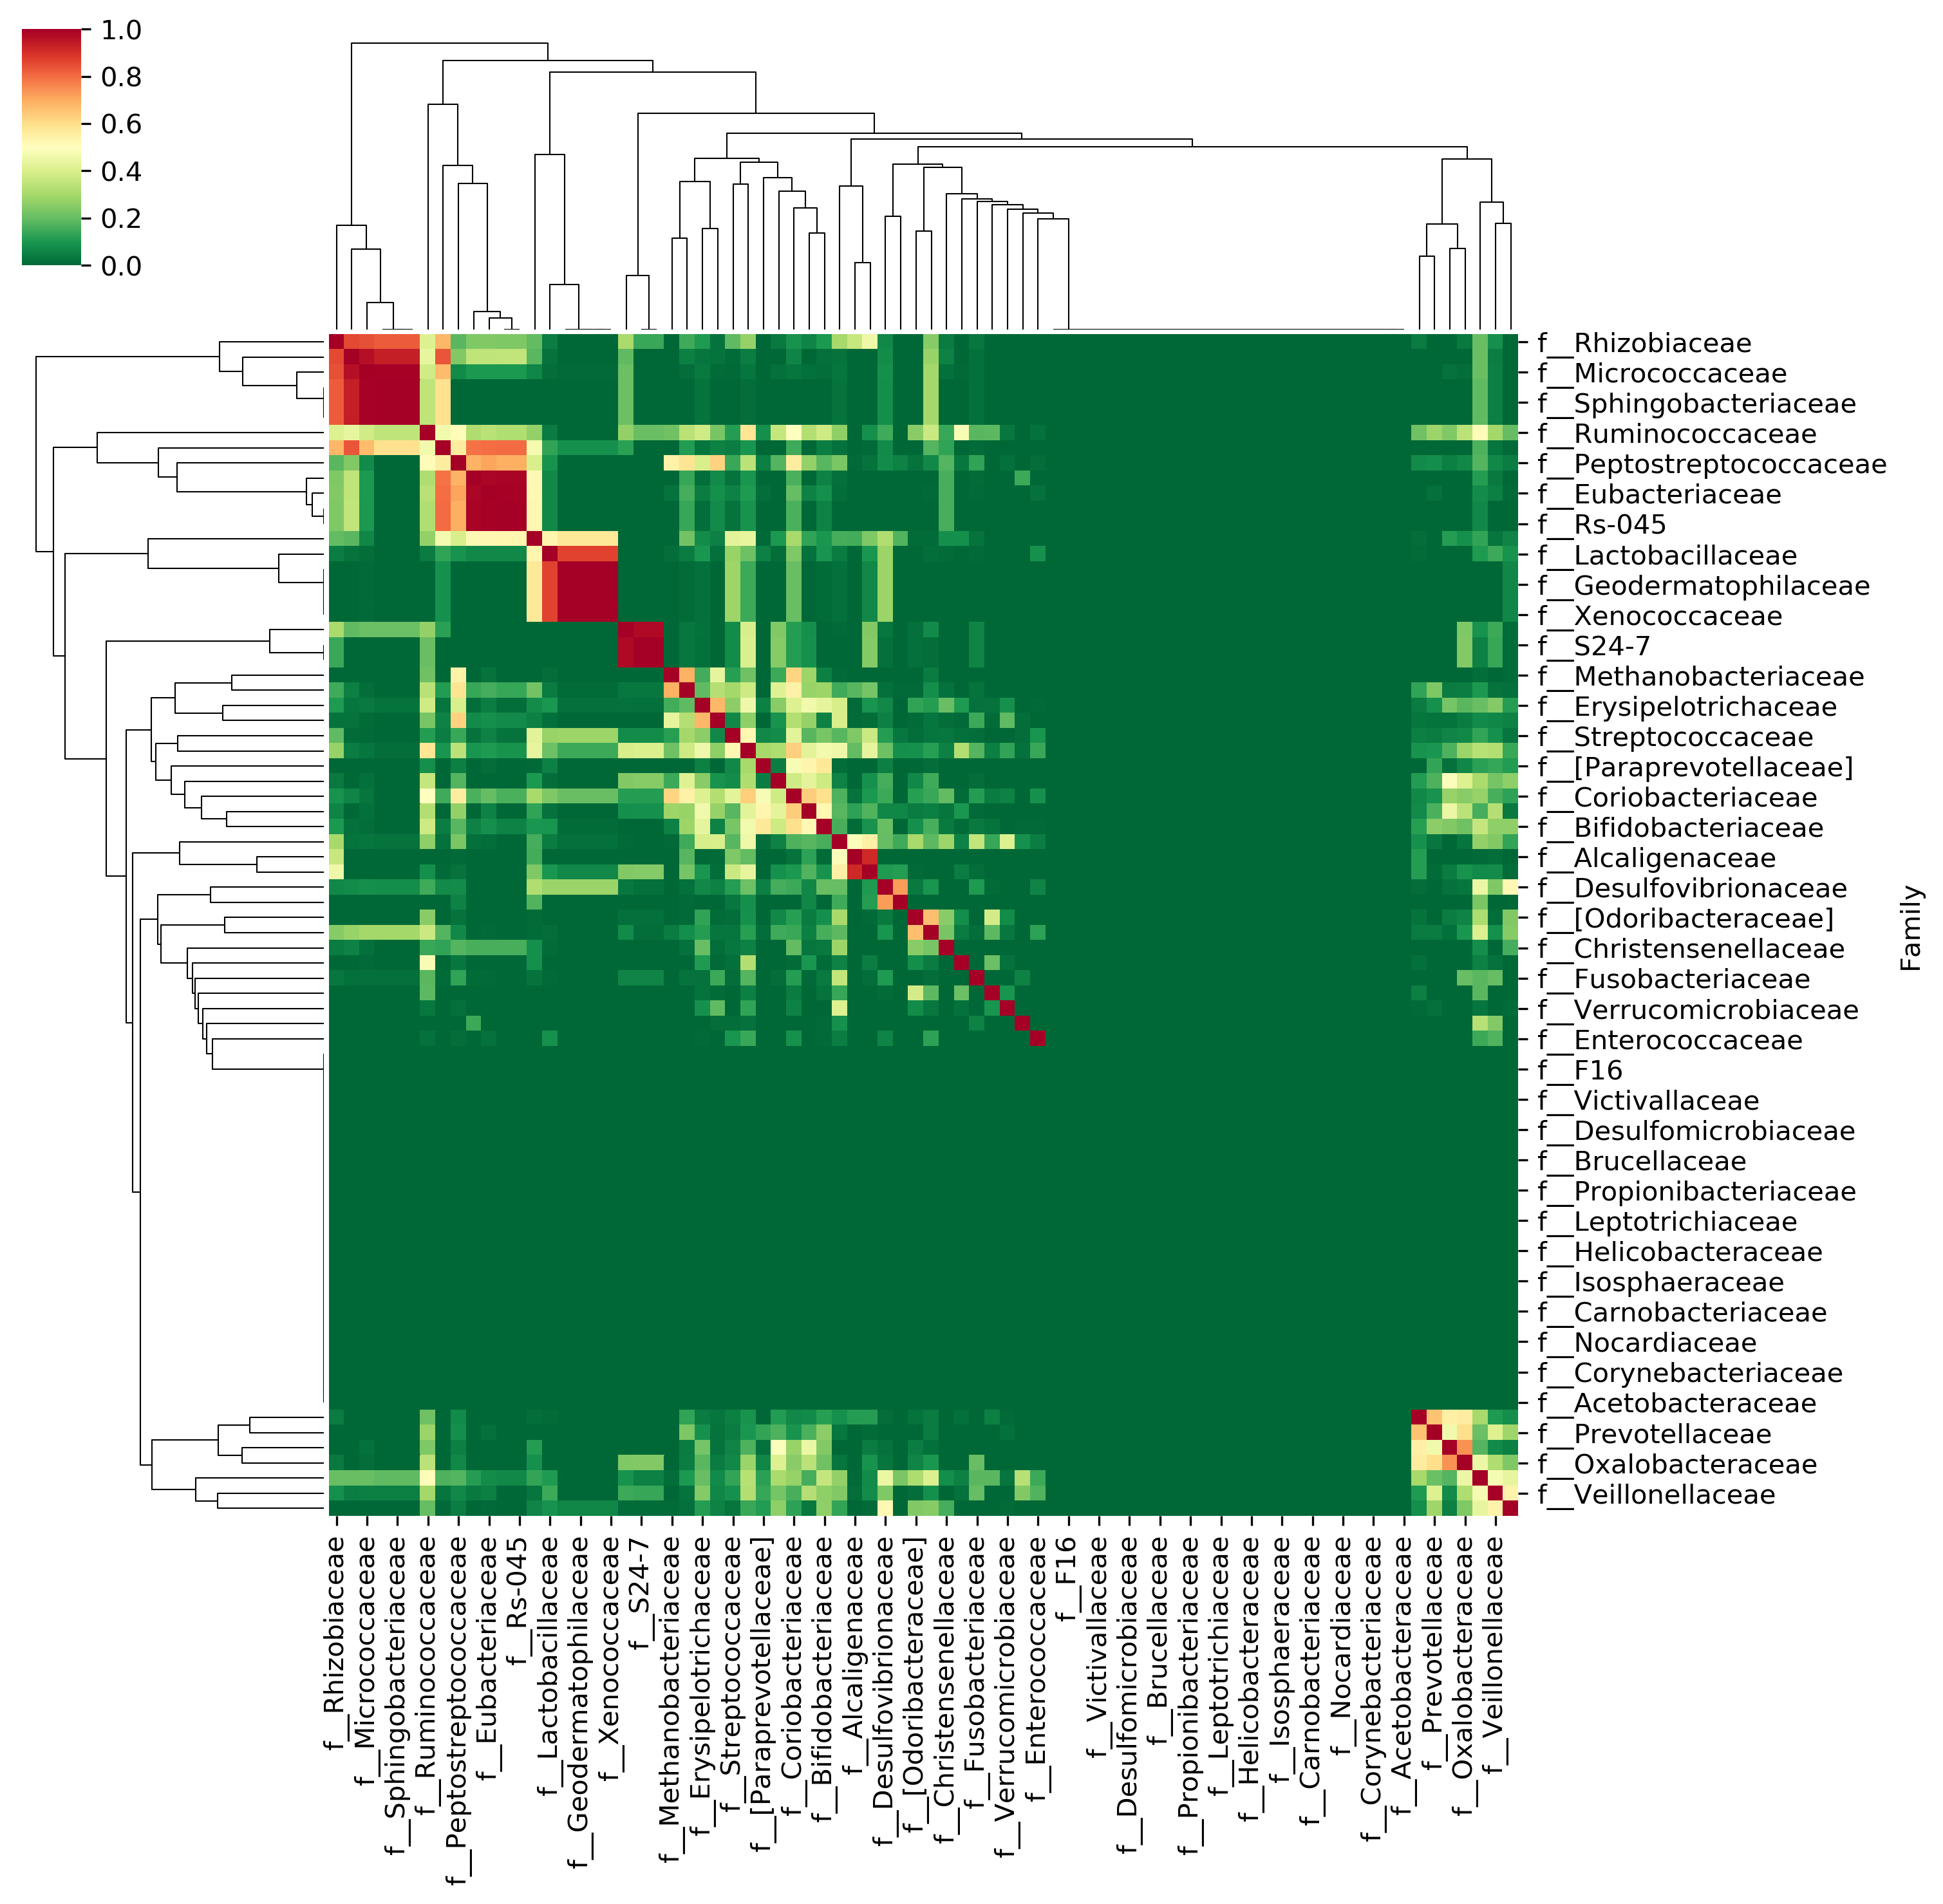 1.0
0.8
0.6
0.4
0.2
0.0
f__Rhizobiaceae
f__Micrococcaceae
f__Sphingobacteriaceae
f__Ruminococcaceae
f__Peptostreptococcaceae
f__Eubacteriaceae
f__Rs-045
f__Lactobacillaceae
f__Geodermatophilaceae
f__Xenococcaceae
f__S24-7
f__Methanobacteriaceae
f__Erysipelotrichaceae
f__Streptococcaceae
f__[Paraprevotellaceae]
f__Coriobacteriaceae
f__Bifidobacteriaceae
f__Alcaligenaceae
f__Desulfovibrionaceae
f__[Odoribacteraceae]
f__Christensenellaceae
f__Fusobacteriaceae
f__Verrucomicrobiaceae
f__Enterococcaceae
f__F16
f__Victivallaceae
f__Desulfomicrobiaceae
f__Brucellaceae
f__Propionibacteriaceae
f__Leptotrichiaceae
f__Helicobacteraceae
f__Isosphaeraceae
f__Carnobacteriaceae
f__Nocardiaceae
f__Corynebacteriaceae
f__Acetobacteraceae
f__Prevotellaceae
f__Oxalobacteraceae
f__Veillonellaceae
Family
f__Rhizobiaceae
f__Micrococcaceae
f__Sphingobacteriaceae
f__Ruminococcaceae
f__Peptostreptococcaceae
f__Eubacteriaceae
f__Rs-045
f__Lactobacillaceae
f__Geodermatophilaceae
f__Xenococcaceae
f__S24-7
f__Methanobacteriaceae
f__Erysipelotrichaceae
f__Streptococcaceae
f__[Paraprevotellaceae]
f__Coriobacteriaceae
f__Bifidobacteriaceae
f__Alcaligenaceae
f__Desulfovibrionaceae
f__[Odoribacteraceae]
f__Christensenellaceae
f__Fusobacteriaceae
f__Verrucomicrobiaceae
f__Enterococcaceae
f__F16
f__Victivallaceae
f__Desulfomicrobiaceae
f__Brucellaceae
f__Propionibacteriaceae
f__Leptotrichiaceae
f__Helicobacteraceae
f__Isosphaeraceae
f__Carnobacteriaceae
f__Nocardiaceae
f__Corynebacteriaceae
f__Acetobacteraceae
f__Prevotellaceae
f__Oxalobacteraceae
f__Veillonellaceae